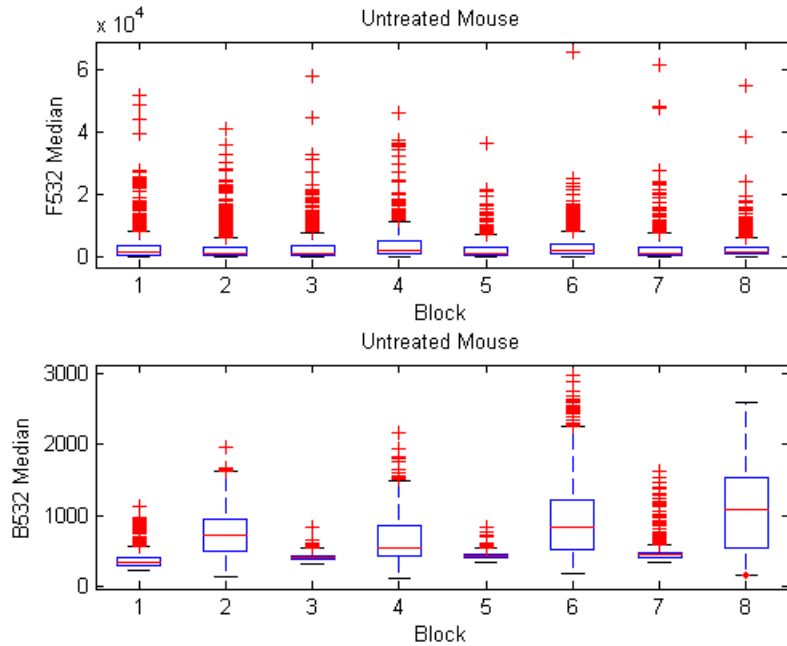 Untreated Mouse
x 10^4
6
4
2
0
F532 Median
1 2 3 4 5 6 7 8
Block
Untreated Mouse
3000
2000
1000
0
B532 Median
1 2 3 4 5 6 7 8
Block